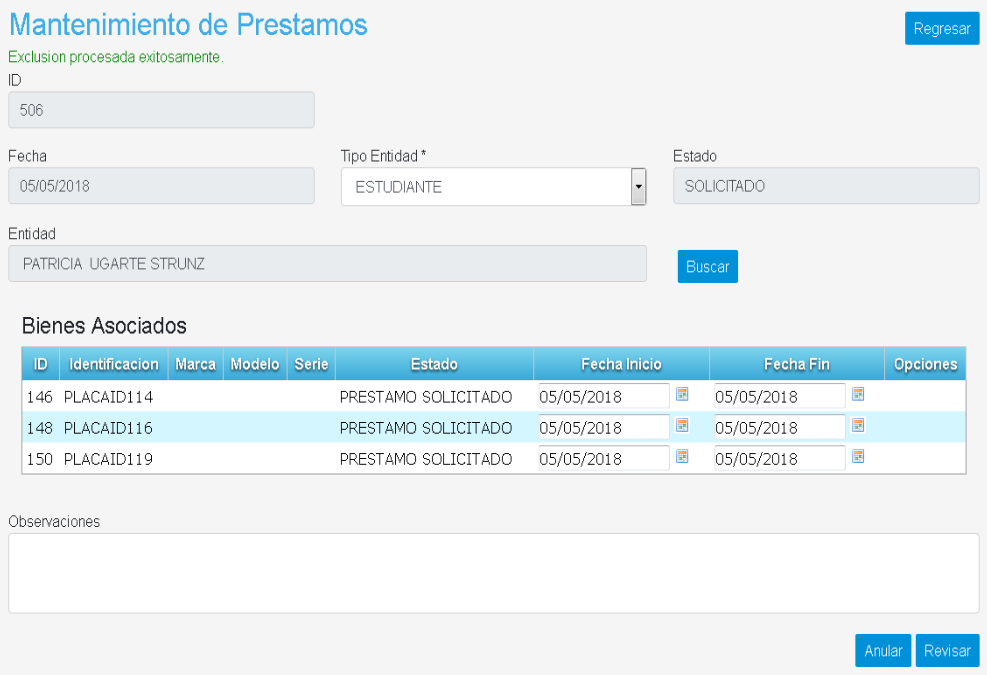 Mantenimiento de Prestamos
Regresar
Exclusion procesada exitosamente.
ID
506
Fecha Tipo Entidad * Estado
05/05/2018 ESTUDIANTE SOLICITADO
Entidad
PATRICIA UGARTE STRUNZ Buscar
Bienes Asociados
ID Identificacion Marca Modelo Serie Estado Fecha Inicio Fecha Fin Opciones
146 PLACAID114 PRESTAMO SOLICITADO 05/05/2018 05/05/2018
148 PLACAID116 PRESTAMO SOLICITADO 05/05/2018 05/05/2018
150 PLACAID119 PRESTAMO SOLICITADO 05/05/2018 05/05/2018
Observaciones
Anular Revisar